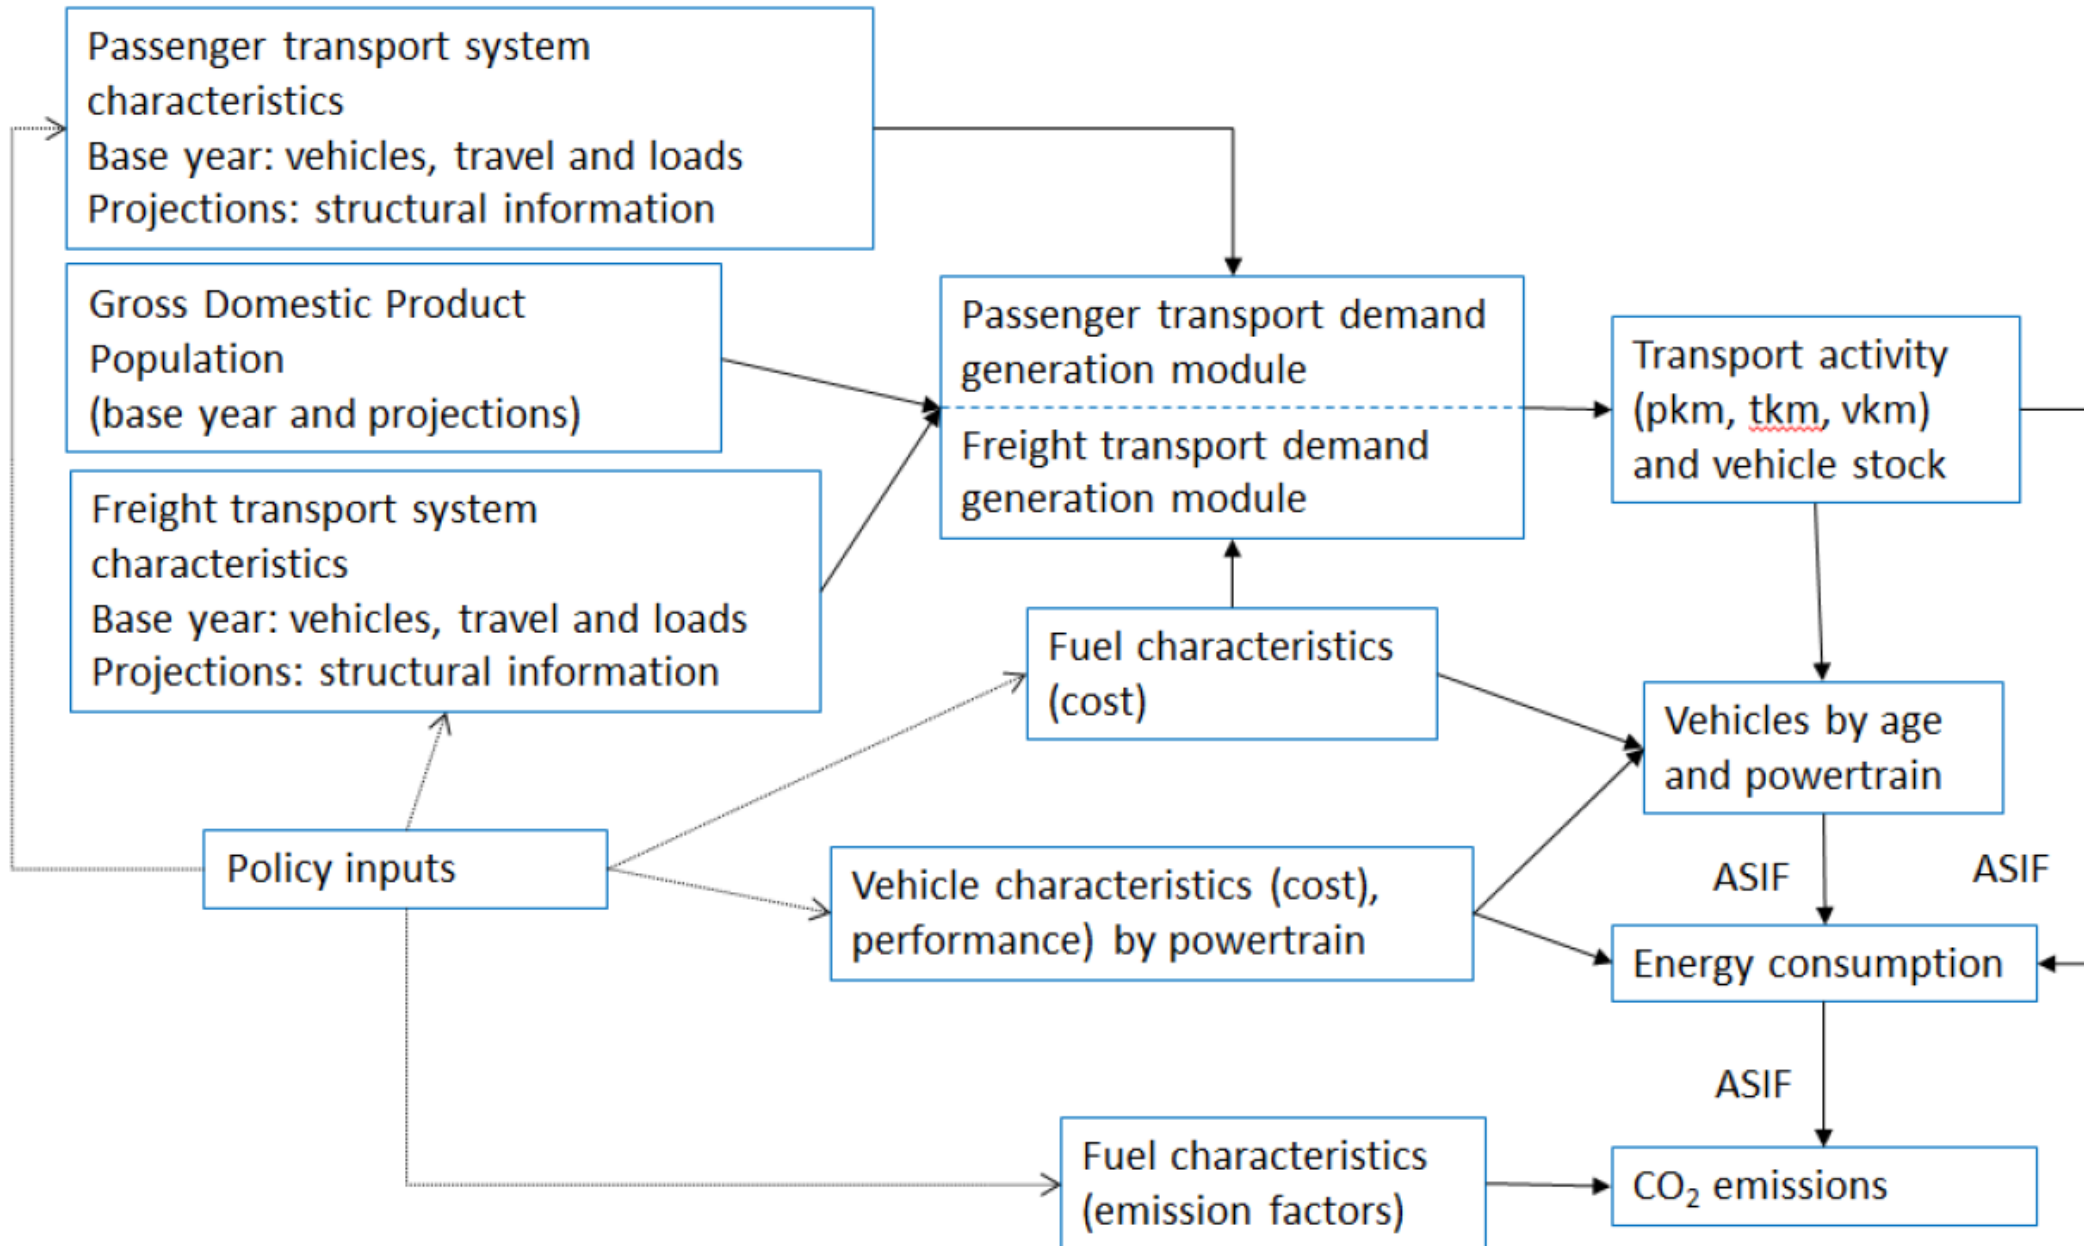 Passenger transport system
characteristics
Base year: vehicles, travel and loads
Projections: structural information
Gross Domestic Product
Population
(base year and projections)
Freight transport system
characteristics
Base year: vehicles, travel and loads
Projections: structural information
Policy inputs
Passenger transport demand
generation module
Freight transport demand
generation module
Fuel characteristics
(cost)
Vehicle characteristics (cost),
performance) by powertrain
Fuel characteristics
(emission factors)
Transport activity
(pkm, tkm, vkm)
and vehicle stock
Vehicles by age
and powertrain
ASIF
ASIF
Energy consumption
ASIF
CO₂ emissions